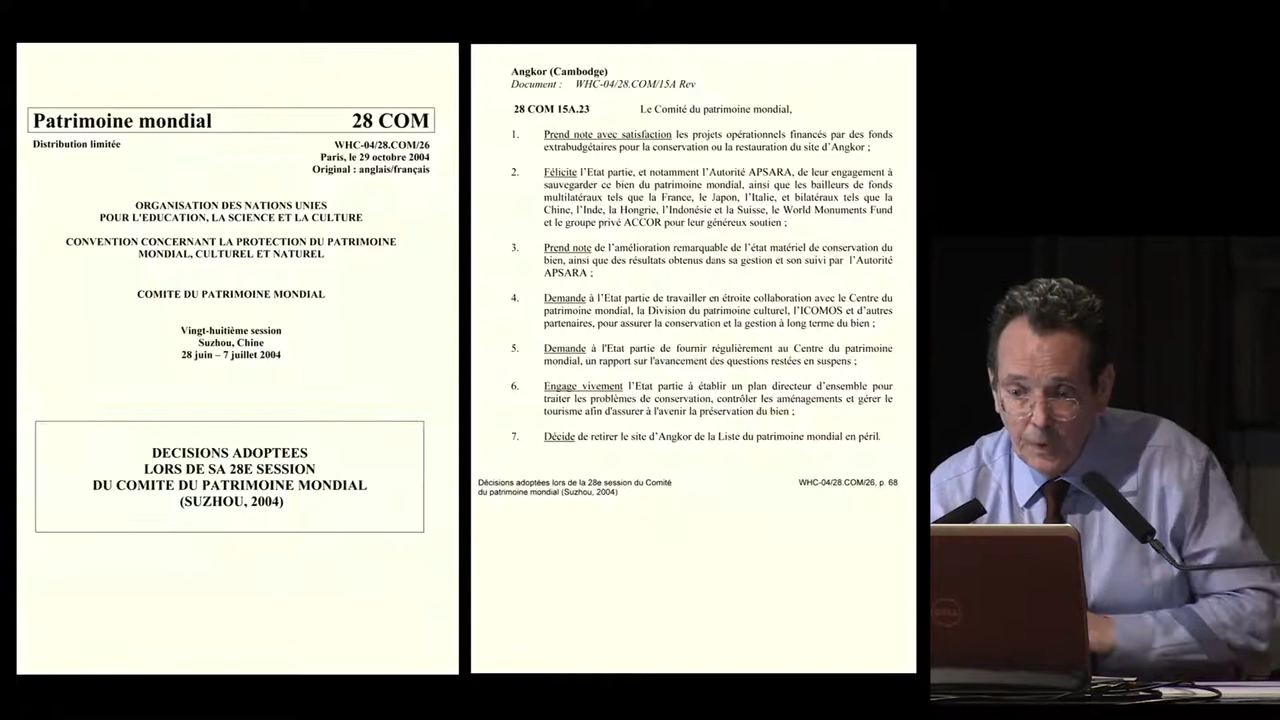 Patrimoine mondial 28 COM
Distribution limitée WHC-04/28.COM/26
Paris, le 29 octobre 2004
Original : anglais/français
ORGANISATION DES NATIONS UNIES
POUR L'EDUCATION, LA SCIENCE ET LA CULTURE
CONVENTION CONCERNANT LA PROTECTION DU PATRIMOINE
MONDIAL, CULTUREL ET NATUREL
COMITE DU PATRIMOINE MONDIAL
Vingt-huitième session
Suzhou, Chine
28 juin – 7 juillet 2004
DECISIONS ADOPTEES
LORS DE SA 28E SESSION
DU COMITE DU PATRIMOINE MONDIAL
(SUZHOU, 2004)
Angkor (Cambodge)
Document : WHC-04/28.COM/15A Rev
28 COM 15A.23 Le Comité du patrimoine mondial,
1. Prend note avec satisfaction les projets opérationnels financés par des fonds
extrabudgétaires pour la conservation ou la restauration du site d'Angkor ;
2. Félicite l'Etat partie, et notamment l'Autorité APSARA, de leur engagement à
sauvegarder ce bien du patrimoine mondial, ainsi que les bailleurs de fonds
multilatéraux tels que la France, le Japon, l'Italie, et bilatéraux tels que la
Chine, l'Inde, la Hongrie, l'Indonésie et la Suisse, le World Monuments Fund
et le groupe privé ACCOR pour leur généreux soutien ;
3. Prend note de l'amélioration remarquable de l'état matériel de conservation du
bien, ainsi que des résultats obtenus dans sa gestion et son suivi par l'Autorité
APSARA ;
4. Demande à l'Etat partie de travailler en étroite collaboration avec le Centre du
patrimoine mondial, la Division du patrimoine culturel, l'ICOMOS et d'autres
partenaires, pour assurer la conservation et la gestion à long terme du bien ;
5. Demande à l'Etat partie de fournir régulièrement au Centre du patrimoine
mondial, un rapport sur l'avancement des questions restées en suspens ;
6. Engage vivement l'Etat partie à établir un plan directeur d'ensemble pour
traiter les problèmes de conservation, contrôler les aménagements et gérer le
tourisme afin d'assurer à l'avenir la préservation du bien ;
7. Décide de retirer le site d'Angkor de la Liste du patrimoine mondial en péril.
Décisions adoptées lors de la 28e session du Comité WHC-04/28.COM/26, p. 68
du patrimoine mondial (Suzhou, 2004)
DELL